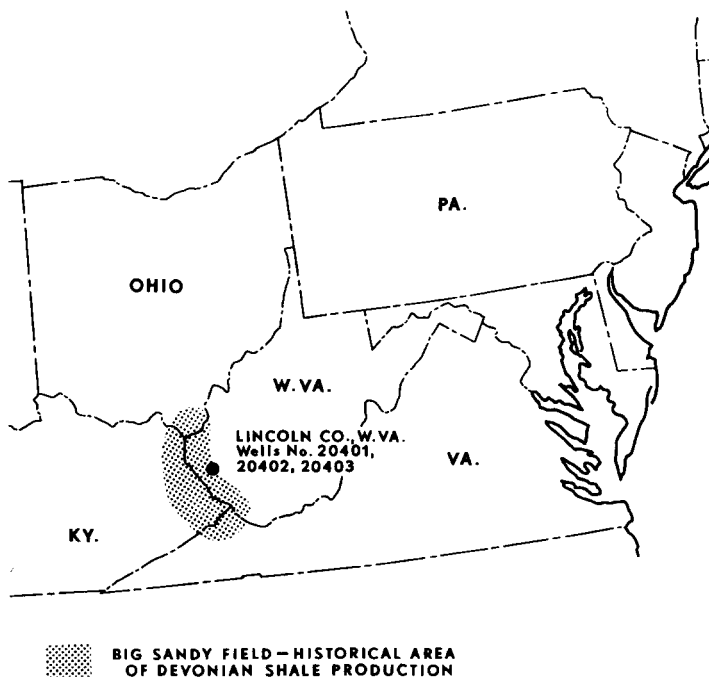 PA.
OHIO
W.VA.
LINCOLN CO., W.VA.
Wells No. 20401,
20402, 20403
VA.
KY.
BIG SANDY FIELD—HISTORICAL AREA
OF DEVONIAN SHALE PRODUCTION